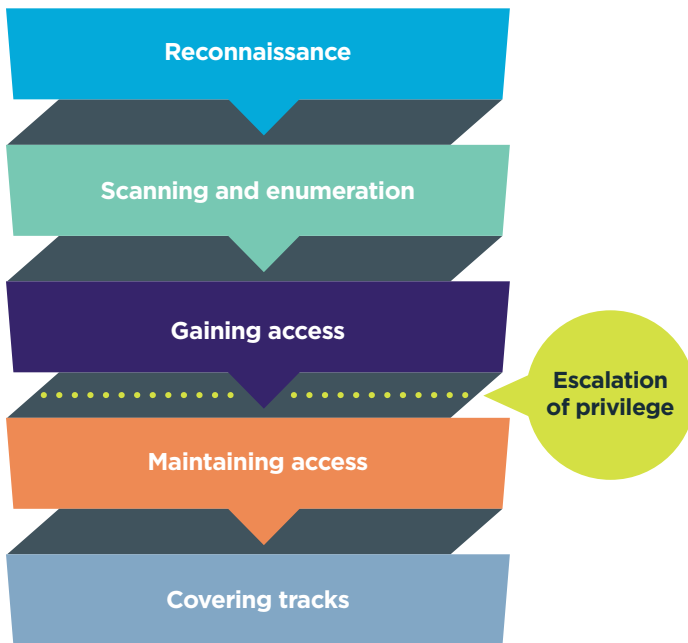 Reconnaissance
Scanning and enumeration
Gaining access
Escalation
of privilege
Maintaining access
Covering tracks